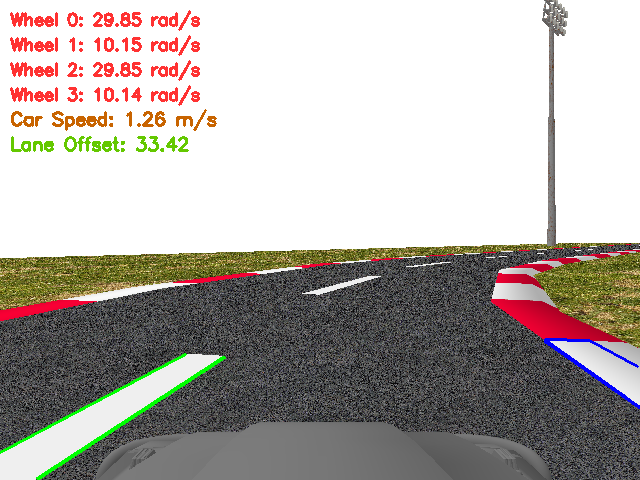 Wheel 0: 29.85 rad/s
Wheel 1: 10.15 rad/s
Wheel 2: 29.85 rad/s
Wheel 3: 10.14 rad/s
Car Speed: 1.26 m/s
Lane Offset: 33.42